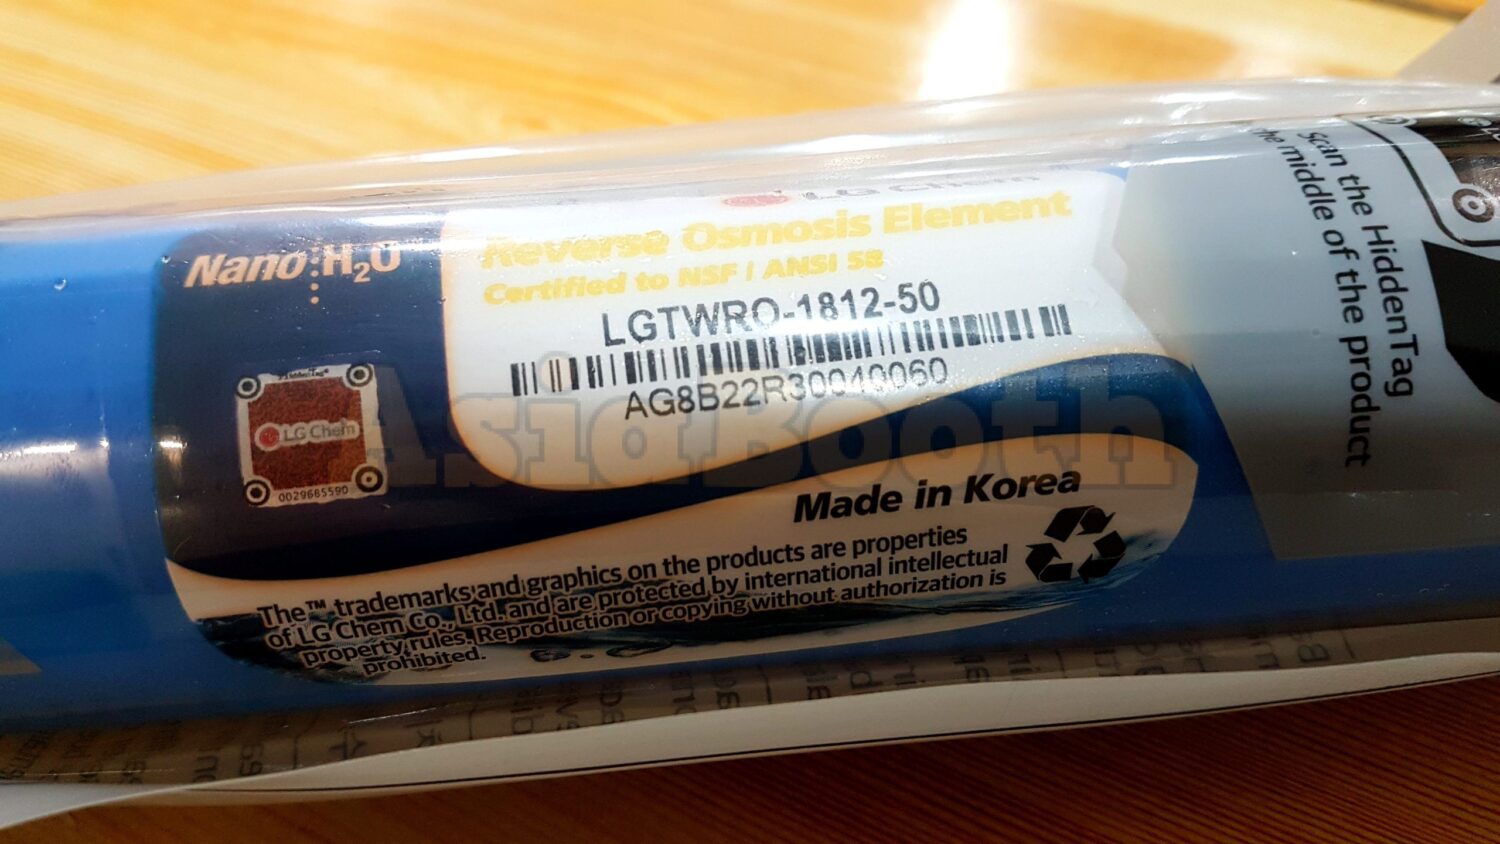 LG Chem
Nano H₂O
Reverse Osmosis Element
Certified to NSF / ANSI 58
LGTWRO-1812-50
AG8B22R30040060
HiddenTag®
LG Chem
0029665590
AsiaBooth
Made in Korea
The™ trademarks and graphics on the products are properties
of LG Chem Co., Ltd. and are protected by international intellectual
property rules. Reproduction or copying without authorization is
prohibited.
Scan the HiddenTag
the middle of the product